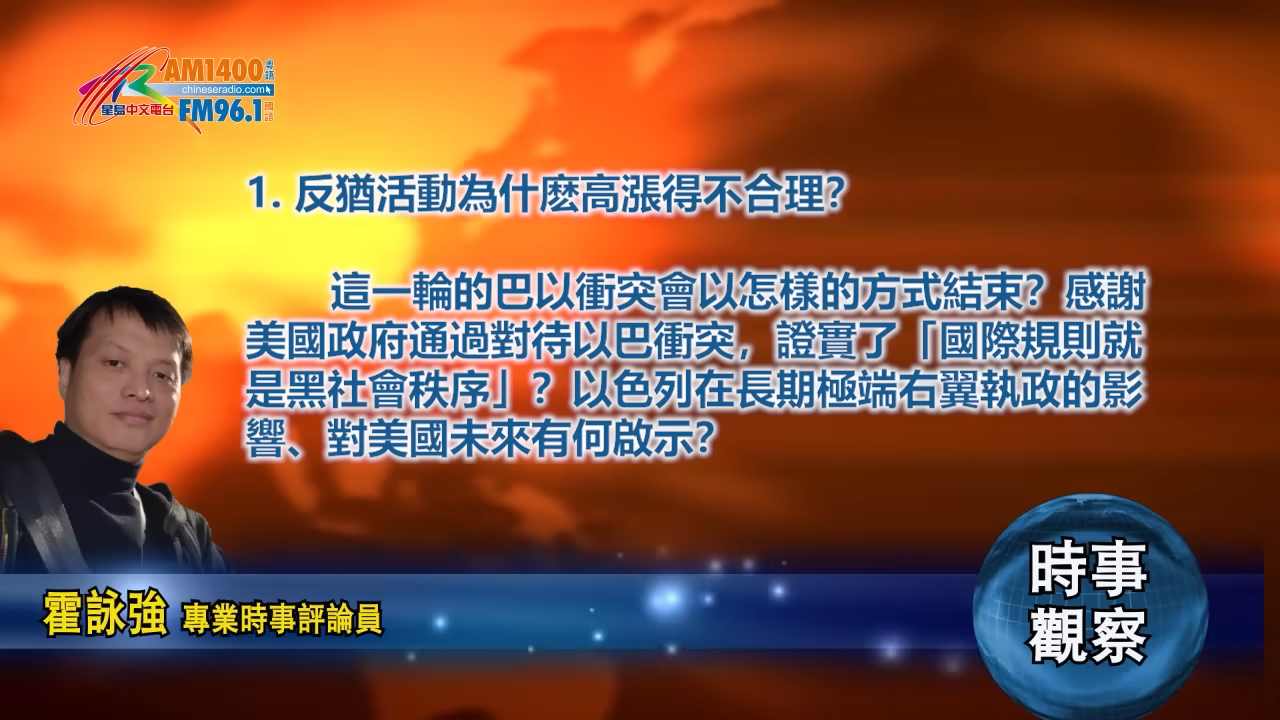 AM1400 粵語
chineseradio.com
星島中文電台 FM96.1 國語
1. 反猶活動為什麽高漲得不合理？
這一輪的巴以衝突會以怎樣的方式結束？感謝
美國政府通過對待以巴衝突，證實了「國際規則就
是黑社會秩序」？以色列在長期極端右翼執政的影
響、對美國未來有何啟示？
時事
觀察
霍詠強 專業時事評論員